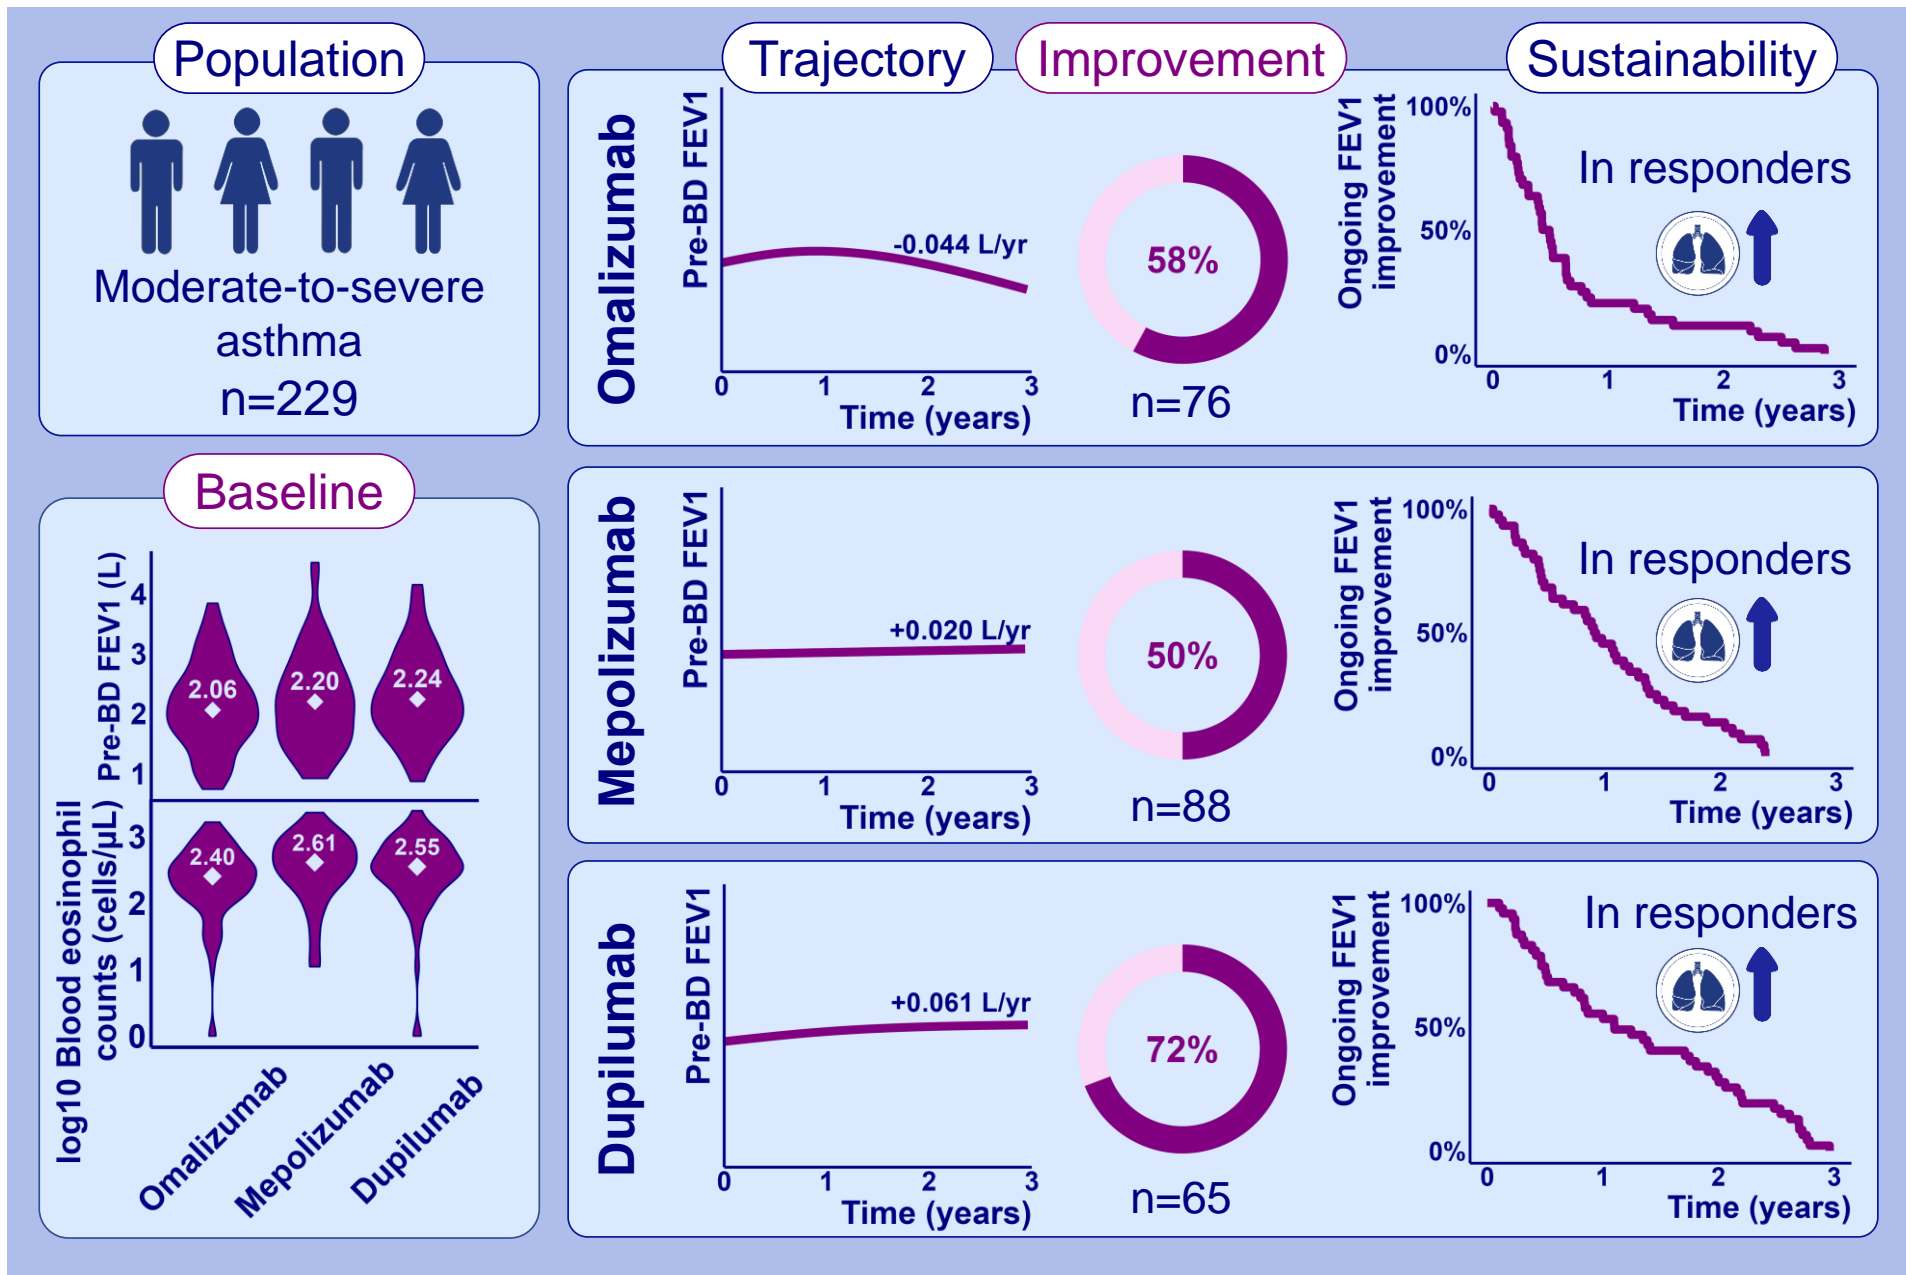 Population
Moderate-to-severe
asthma
n=229
Baseline
Pre-BD FEV1 (L)
4
3
2
1
2.06
2.20
2.24
log10 Blood eosinophil
counts (cells/µL)
3
2
1
0
2.40
2.61
2.55
Omalizumab
Mepolizumab
Dupilumab
Trajectory
Improvement
Sustainability
Omalizumab
Pre-BD FEV1
-0.044 L/yr
0 1 2 3
Time (years)
58%
n=76
Ongoing FEV1
improvement
100%
50%
0%
In responders
0 1 2 3
Time (years)
Mepolizumab
Pre-BD FEV1
+0.020 L/yr
0 1 2 3
Time (years)
50%
n=88
Ongoing FEV1
improvement
100%
50%
0%
In responders
0 1 2 3
Time (years)
Dupilumab
Pre-BD FEV1
+0.061 L/yr
0 1 2 3
Time (years)
72%
n=65
Ongoing FEV1
improvement
100%
50%
0%
In responders
0 1 2 3
Time (years)